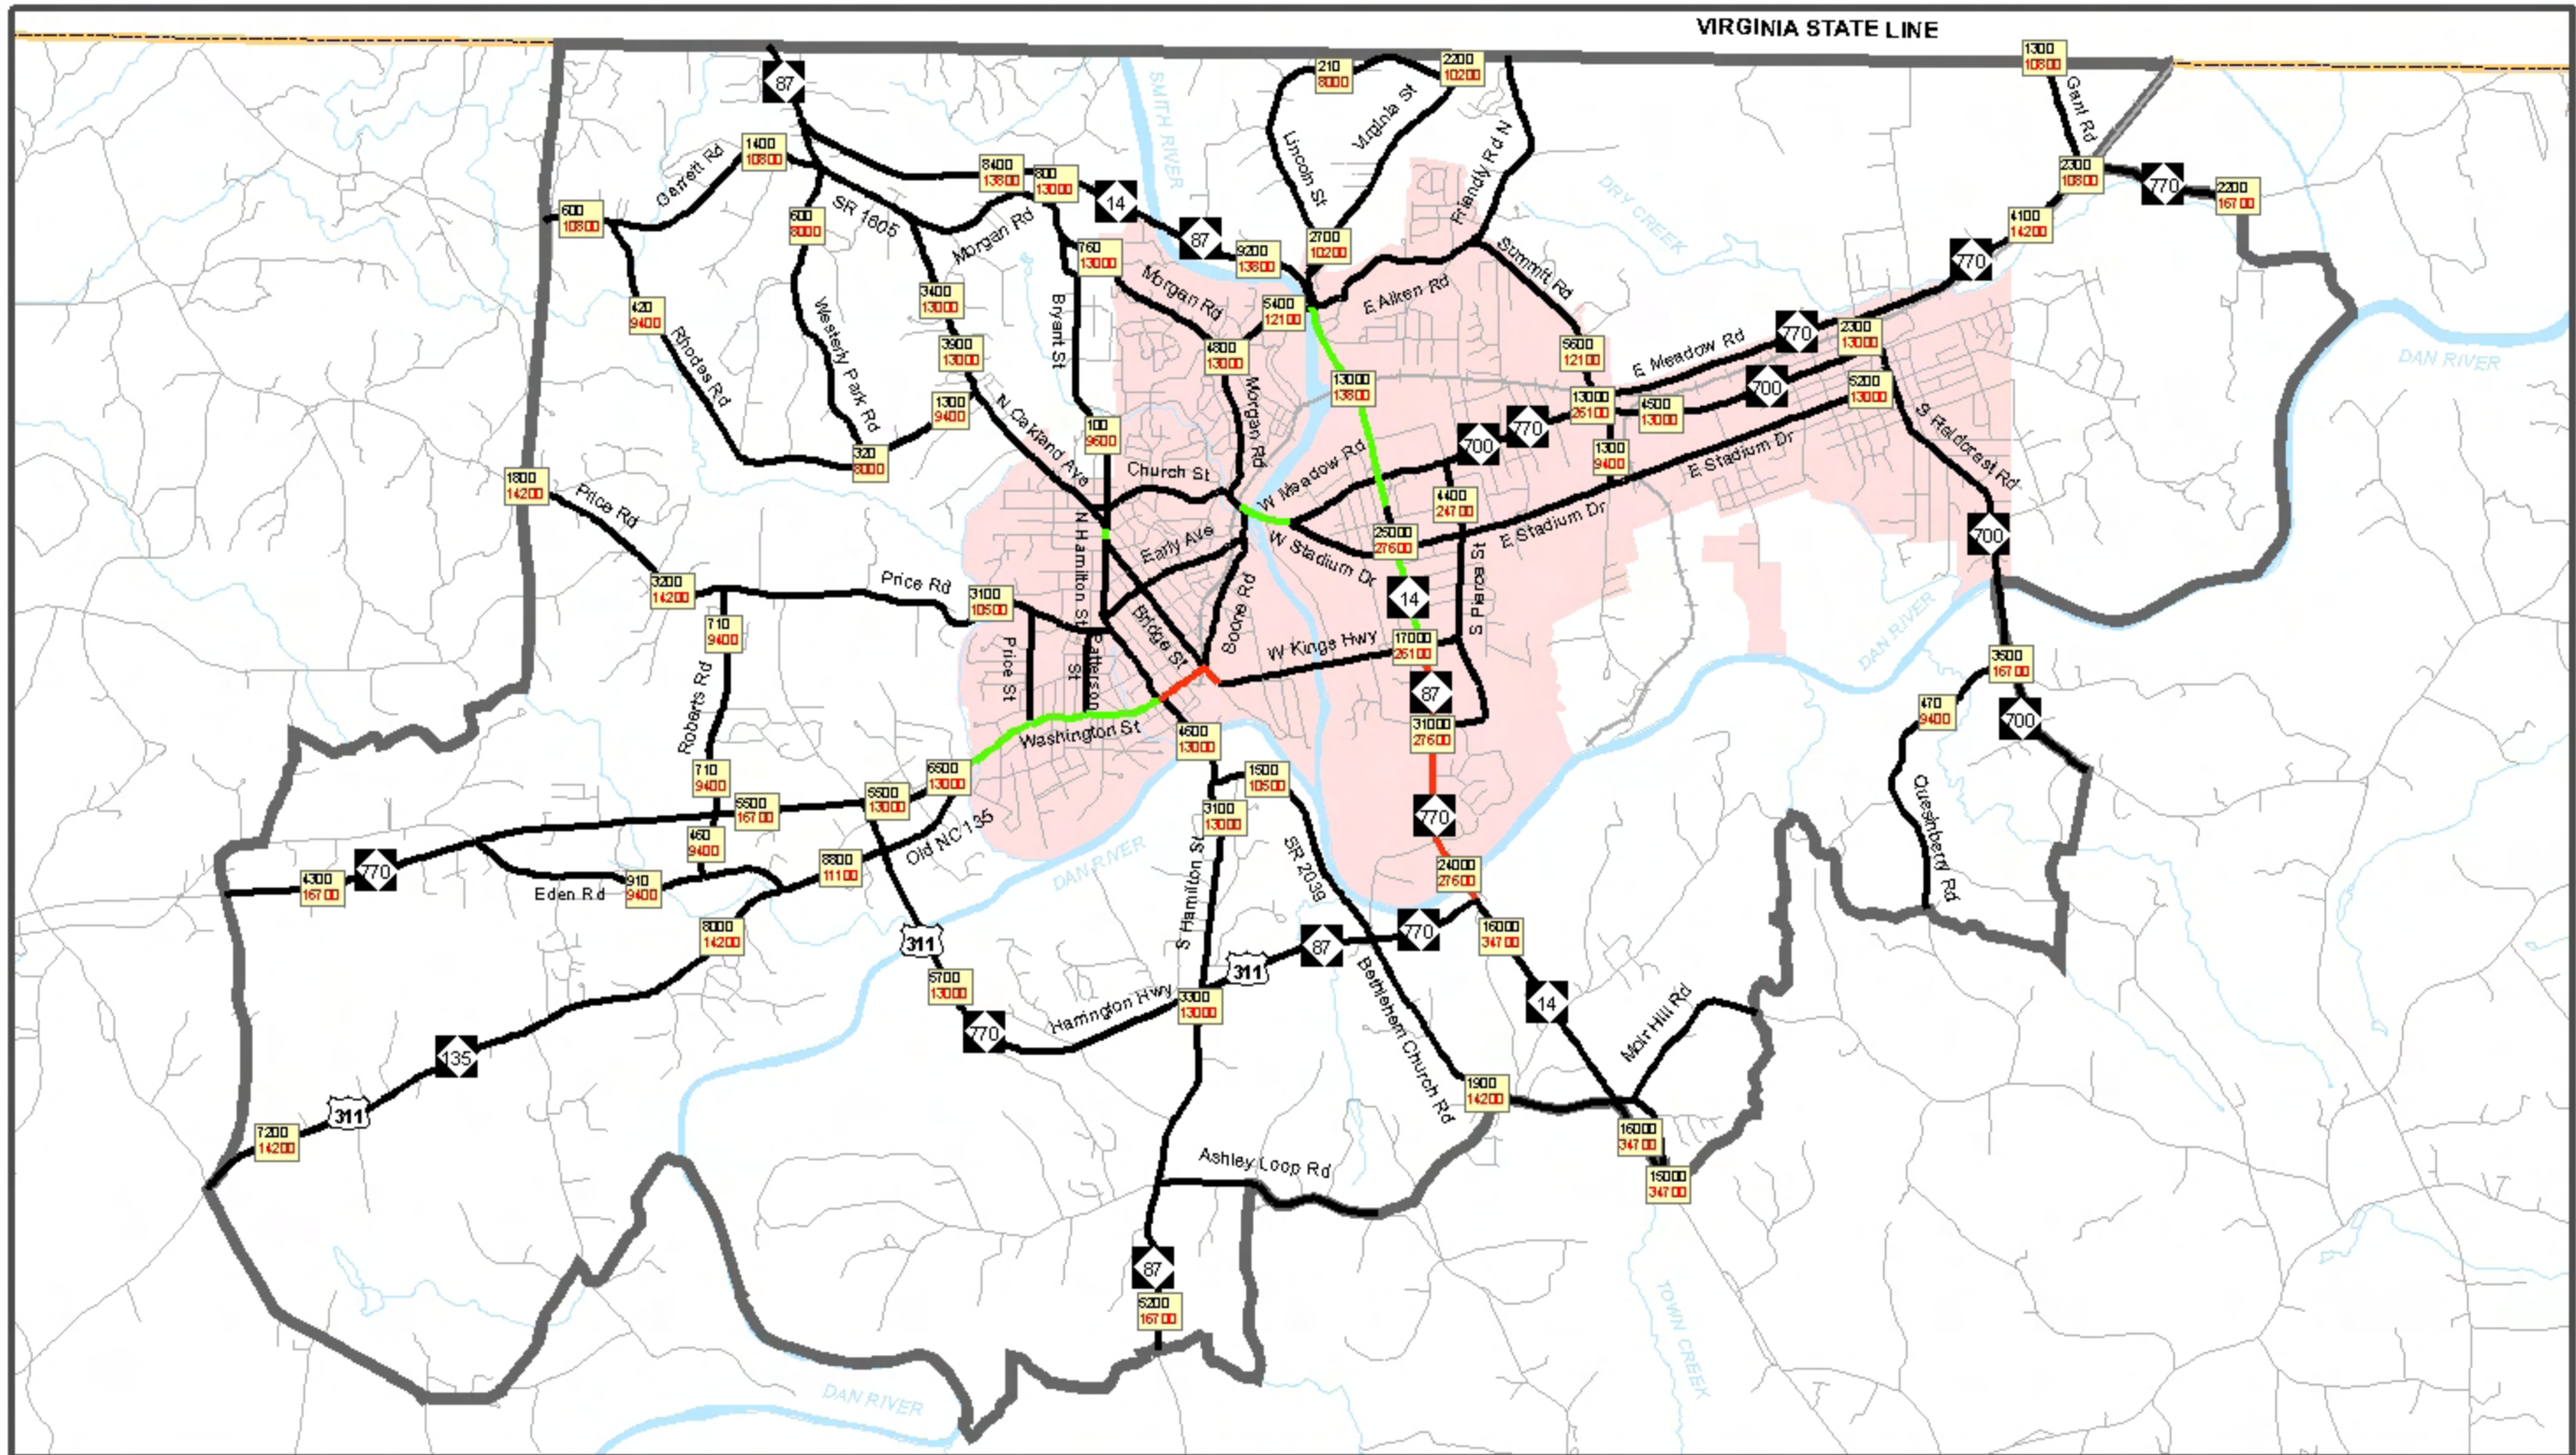 VIRGINIA STATE LINE
87
SMITH RIVER
210
8000
2200
10200
Virginia St
Lincoln St
Friendly Rd N
1300
10800
Gant Rd
1400
10800
Garrett Rd
8400
13800
800
13000
14
2300
10800
770
2200
16700
600
10800
600
8000
SR 1605
Morgan Rd
87
9200
13800
2700
10200
DRY CREEK
4100
14200
770
760
13000
Morgan Rd
Summitt Rd
E Aiken Rd
420
9400
Rhodes Rd
Westerly Park Rd
3400
13000
Bryant St
5400
12100
3900
13000
4800
13000
5600
12100
E Meadow Rd
770
2300
13000
DAN RIVER
13000
13800
700
5200
13000
1300
9400
N Oakland Ave
Morgan Rd
13000
26100
4500
13000
S Fieldcrest Rd
770
700
100
9600
W Meadow Rd
320
8000
Church St
1300
9400
E Stadium Dr
1800
14200
Price Rd
4400
24700
E Stadium Dr
N Hamilton St
Early Ave
W Stadium Dr
25000
27600
700
3200
14200
Price Rd
3100
10500
S Pierce St
14
Boone Rd
Bridge St
710
9400
Roberts Rd
Price St
Patterson St
W Kings Hwy
17000
26100
DAN RIVER
3500
16700
87
470
9400
700
Washington St
4600
13000
31000
27600
Quesinberry Rd
710
9400
6500
13000
1500
10500
5500
16700
5500
13000
3100
13000
770
Old NC 135
460
9400
DAN RIVER
SR 2039
S Hamilton St
770
4300
16700
Eden Rd
910
9400
8800
11100
24000
27600
8000
14200
311
87
770
16000
34700
311
Bethlehem Church Rd
5700
13000
Harrington Hwy
3300
13000
770
14
Moir Hill Rd
135
311
1900
14200
7200
14200
16000
34700
Ashley Loop Rd
15000
34700
87
5200
16700
TOWN CREEK
DAN RIVER